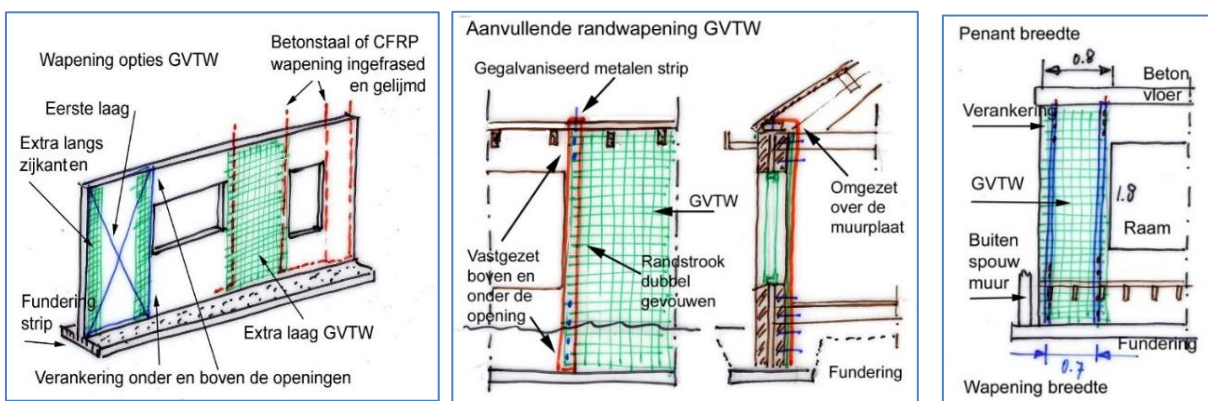 Wapening opties GVTW
Betonstaal of CFRP
wapening ingefrased
en gelijmd
Eerste laag
Extra langs
zijkanten
Fundering
strip
Extra laag GVTW
Verankering onder en boven de openingen
Aanvullende randwapening GVTW
Gegalvaniseerd metalen strip
GVTW
Omgezet
over de
muurplaat
Vastgezet
boven en
onder de
opening
Randstrook
dubbel
gevouwen
Fundering
Penant breedte
0.8
Beton
vloer
Verankering
GVTW
1.8
Raam
Buiten
spouw
muur
Fundering
0.7
Wapening breedte